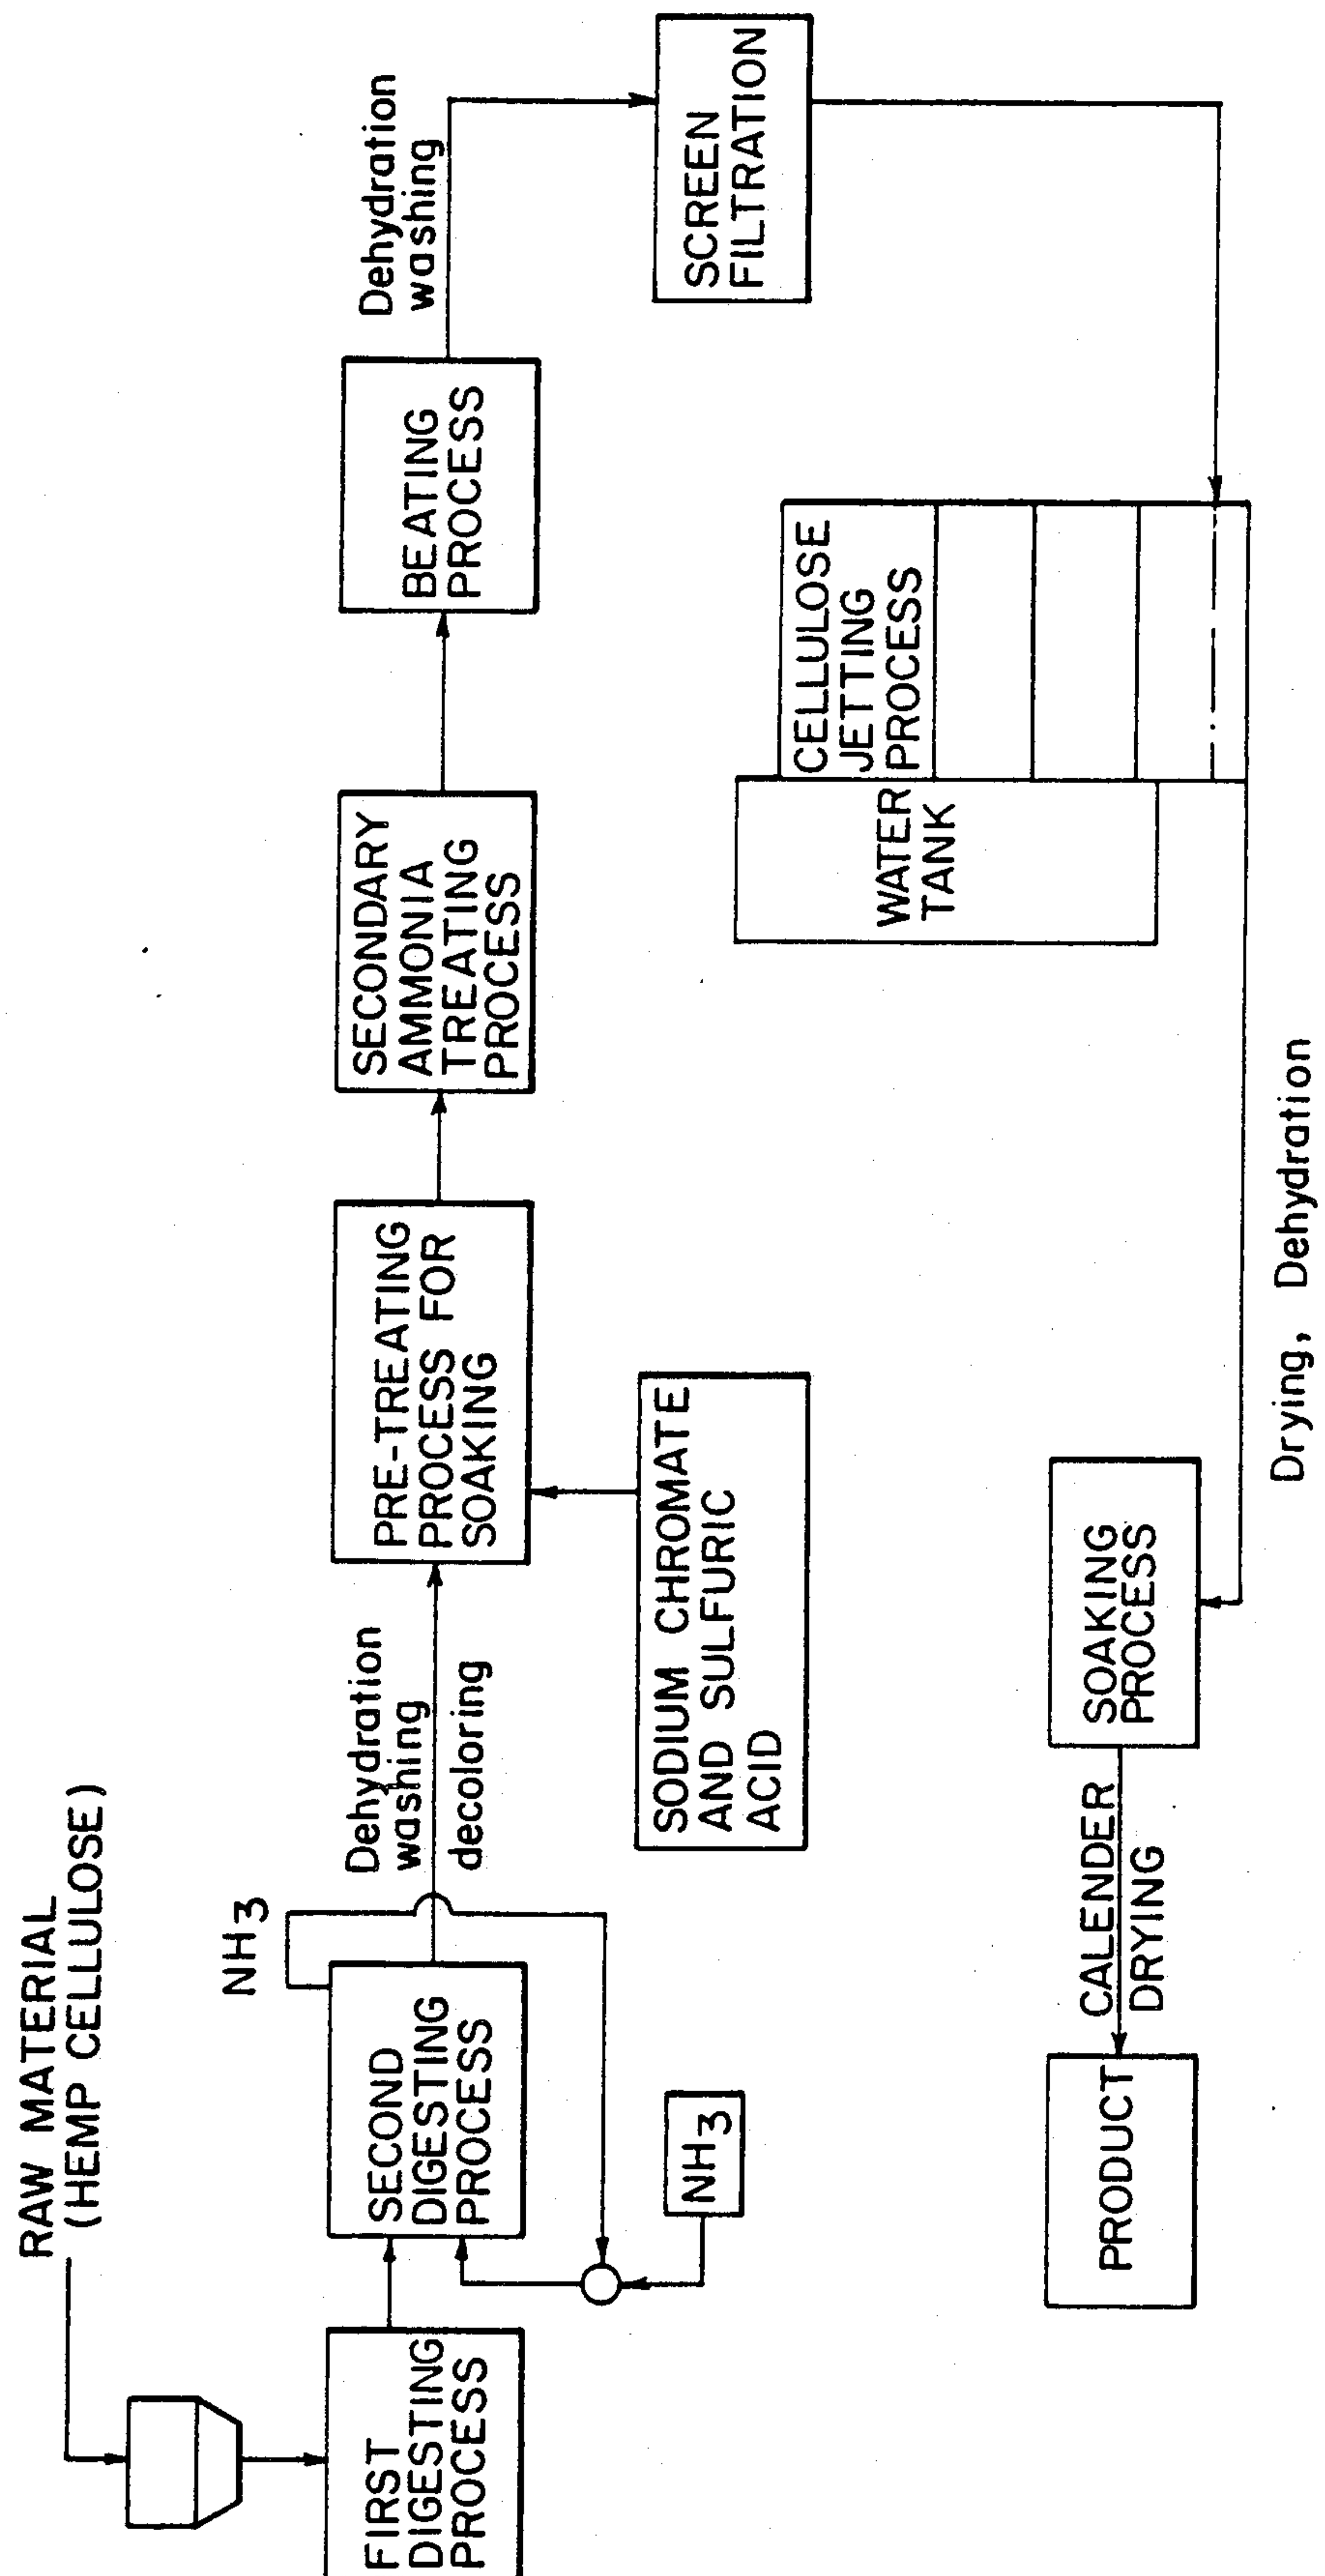 RAW MATERIAL
(HEMP CELLULOSE)
FIRST
DIGESTING
PROCESS
NH3
SECOND
DIGESTING
PROCESS
NH3
Dehydration
washing
decoloring
PRE-TREATING
PROCESS FOR
SOAKING
SODIUM CHROMATE
AND SULFURIC
ACID
SECONDARY
AMMONIA
TREATING
PROCESS
BEATING
PROCESS
Dehydration
washing
SCREEN
FILTRATION
CELLULOSE
JETTING
PROCESS
WATER
TANK
Drying, Dehydration
SOAKING
PROCESS
CALENDER
DRYING
PRODUCT